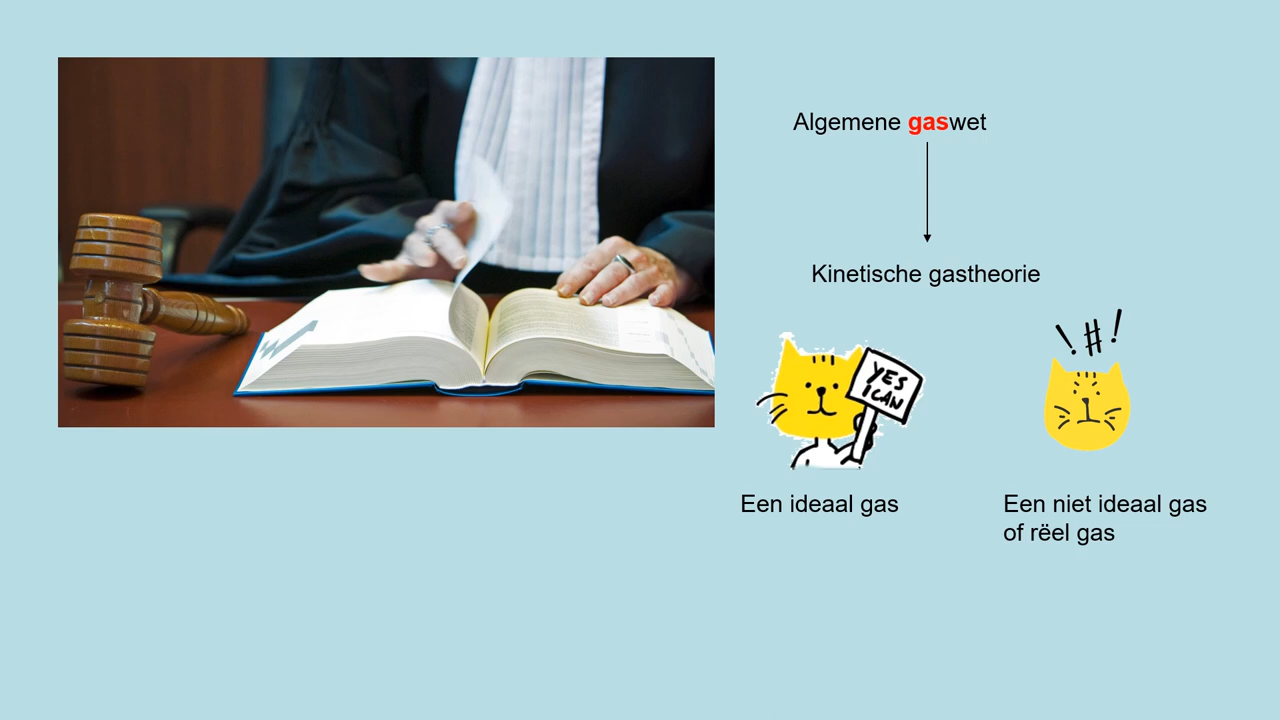 Algemene gaswet
Kinetische gastheorie
YES
I CAN
\ # !
Een ideaal gas
Een niet ideaal gas
of rëel gas